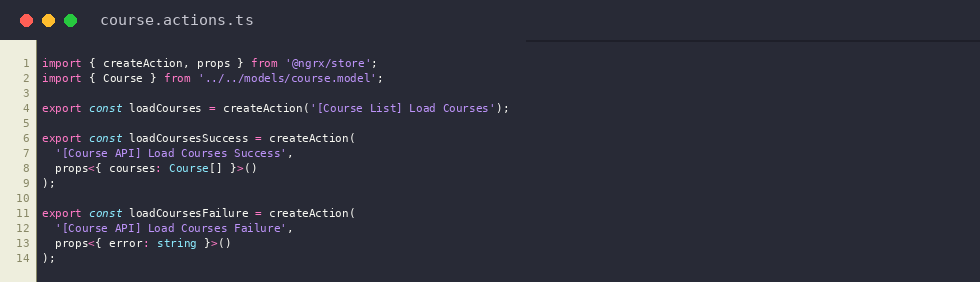 course.actions.ts
1 import { createAction, props } from '@ngrx/store';
2 import { Course } from '../../models/course.model';
3
4 export const loadCourses = createAction('[Course List] Load Courses');
5
6 export const loadCoursesSuccess = createAction(
7   '[Course API] Load Courses Success',
8   props<{ courses: Course[] }>()
9 );
10
11 export const loadCoursesFailure = createAction(
12   '[Course API] Load Courses Failure',
13   props<{ error: string }>()
14 );